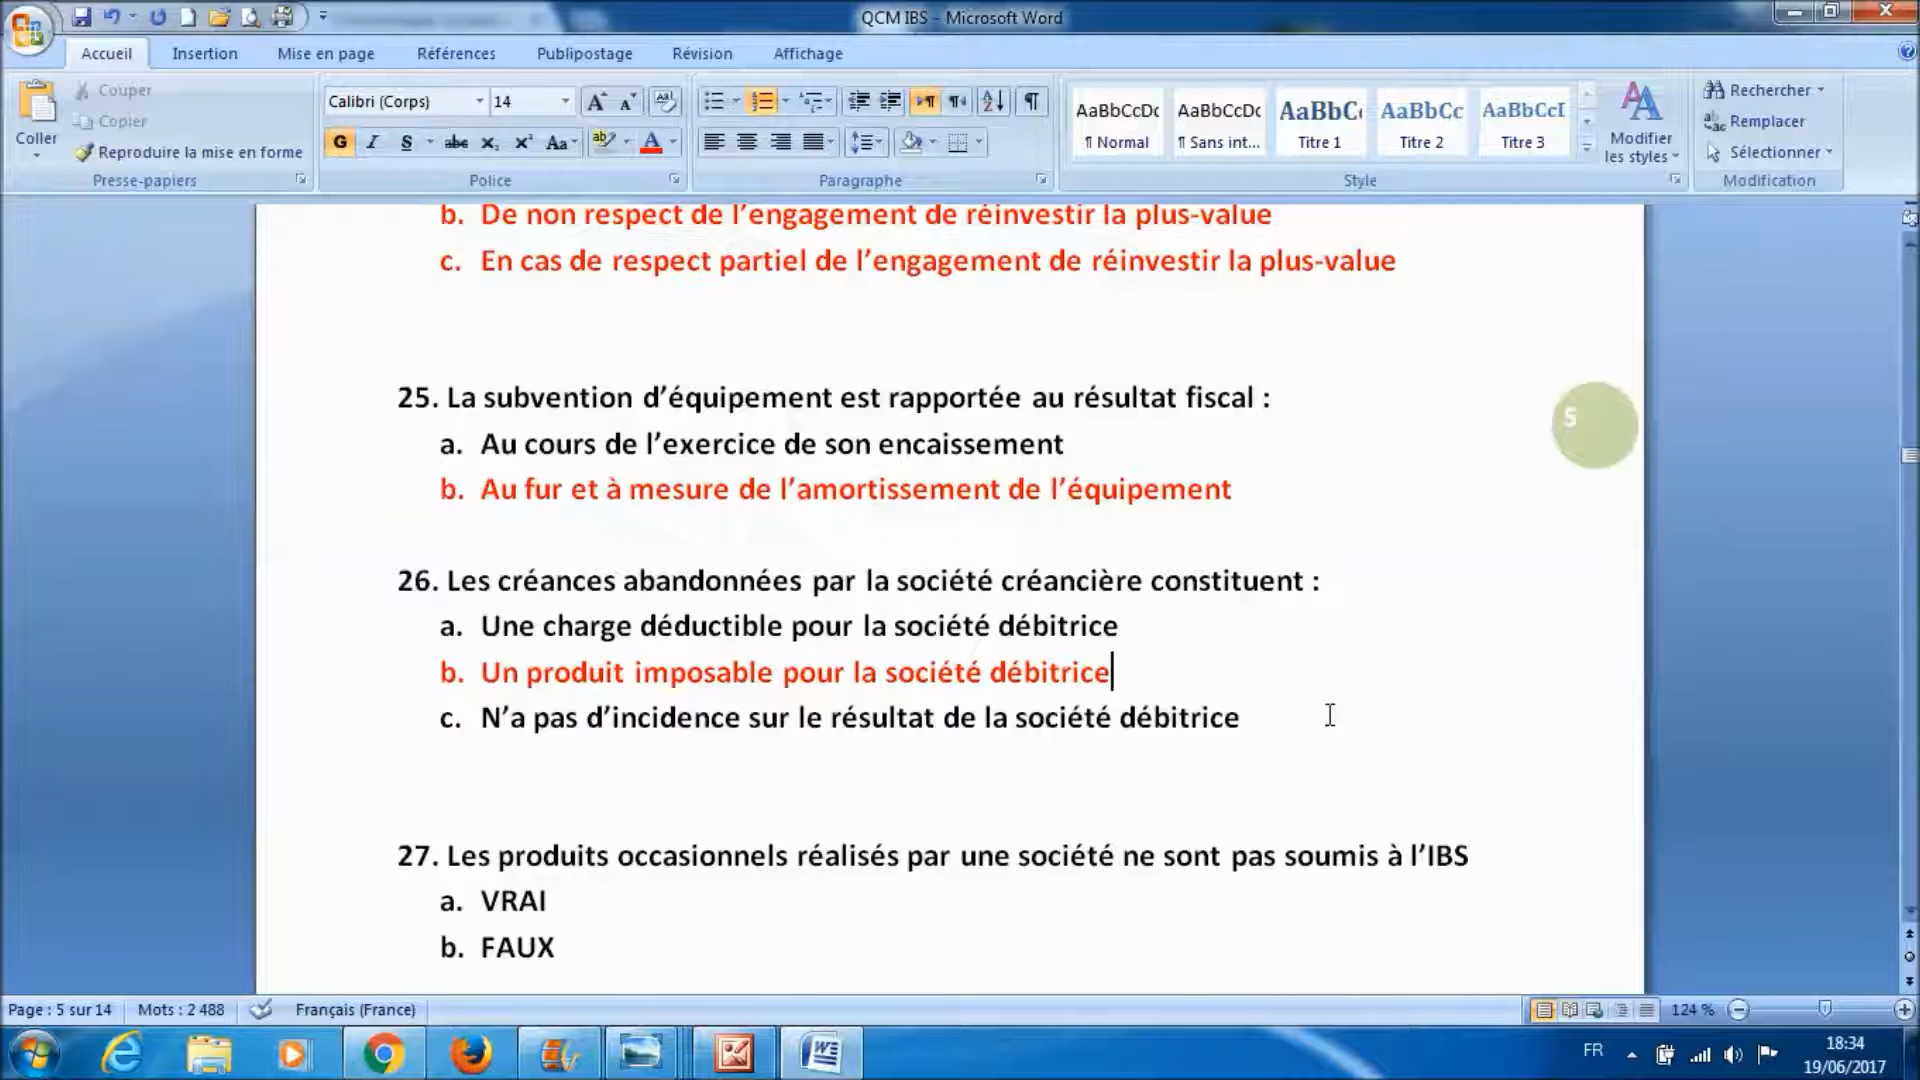 QCM IBS - Microsoft Word
Accueil Insertion Mise en page Références Publipostage Révision Affichage
Coller
Couper
Copier
Reproduire la mise en forme
Presse-papiers
Calibri (Corps) 14
G I S abc X₂ X² Aa
Police
Paragraphe
AaBbCcDc AaBbCcDc AaBbC AaBbCc AaBbCcI
¶ Normal ¶ Sans int... Titre 1 Titre 2 Titre 3
Style
Modifier
les styles
Rechercher
Remplacer
Sélectionner
Modification
b. De non respect de l’engagement de réinvestir la plus-value
c. En cas de respect partiel de l’engagement de réinvestir la plus-value
25. La subvention d’équipement est rapportée au résultat fiscal :
5
a. Au cours de l’exercice de son encaissement
b. Au fur et à mesure de l’amortissement de l’équipement
26. Les créances abandonnées par la société créancière constituent :
a. Une charge déductible pour la société débitrice
b. Un produit imposable pour la société débitrice
c. N’a pas d’incidence sur le résultat de la société débitrice
27. Les produits occasionnels réalisés par une société ne sont pas soumis à l’IBS
a. VRAI
b. FAUX
Page : 5 sur 14 Mots : 2 488 Français (France) 124 %
FR
18:34
19/06/2017